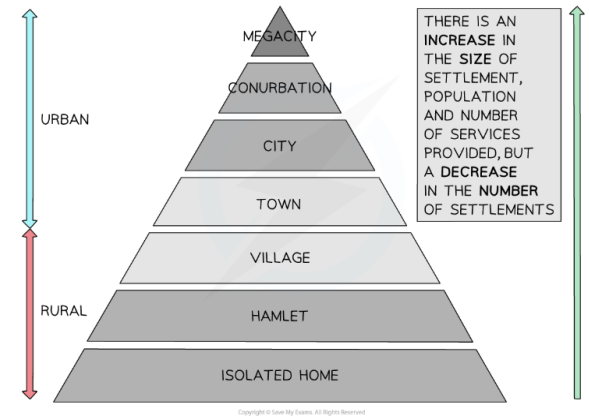 MEGACITY
CONURBATION
CITY
TOWN
VILLAGE
HAMLET
ISOLATED HOME
URBAN
RURAL
THERE IS AN
INCREASE IN
THE SIZE OF
SETTLEMENT,
POPULATION
AND NUMBER
OF SERVICES
PROVIDED, BUT
A DECREASE
IN THE NUMBER
OF SETTLEMENTS
Copyright © Save My Exams. All Rights Reserved